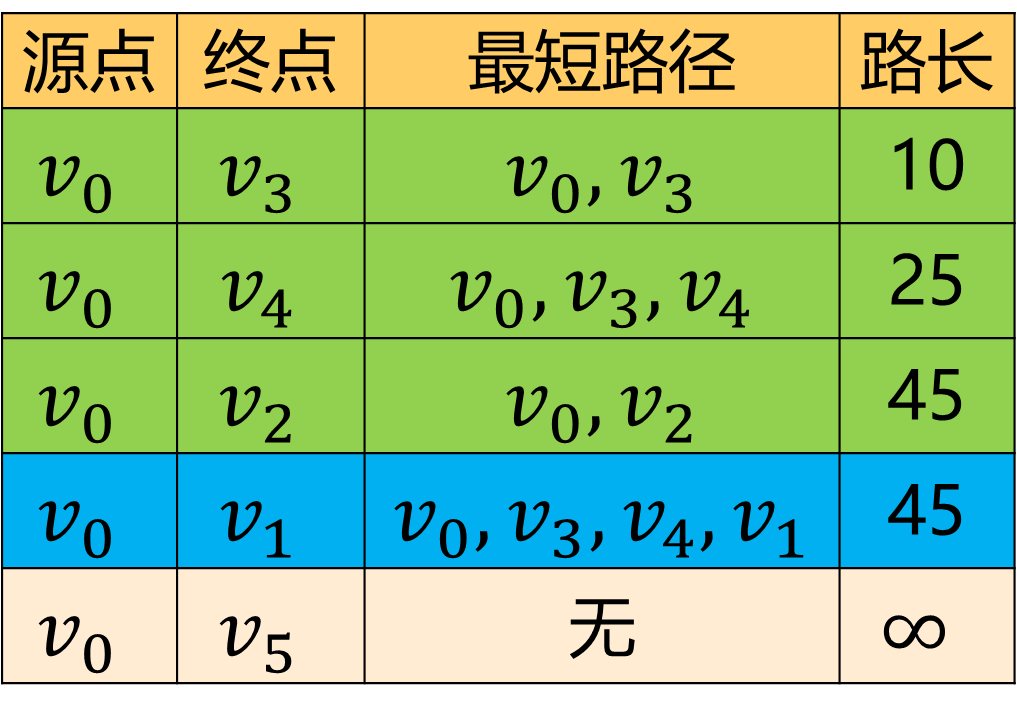 源点 终点 最短路径 路长
𝑣₀ 𝑣₃ 𝑣₀, 𝑣₃ 10
𝑣₀ 𝑣₄ 𝑣₀, 𝑣₃, 𝑣₄ 25
𝑣₀ 𝑣₂ 𝑣₀, 𝑣₂ 45
𝑣₀ 𝑣₁ 𝑣₀, 𝑣₃, 𝑣₄, 𝑣₁ 45
𝑣₀ 𝑣₅ 无 ∞